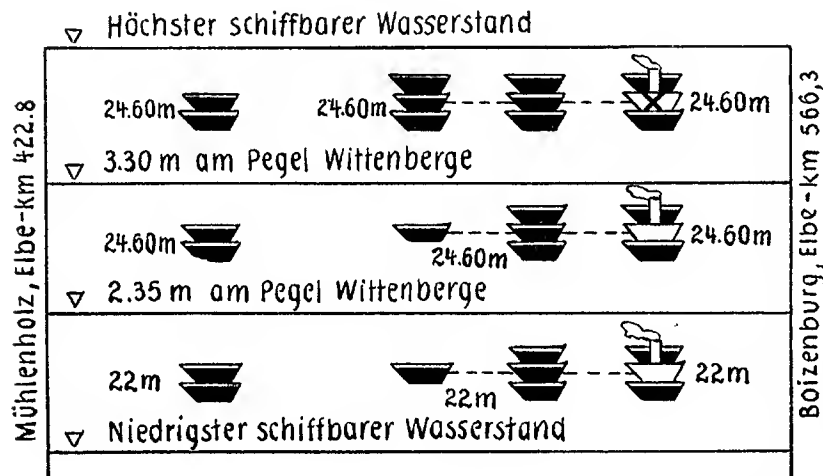 Höchster schiffbarer Wasserstand
Mühlenholz, Elbe-km 422.8
24.60m
24.60m
24.60m
Boizenburg, Elbe-km 566,3
3.30 m am Pegel Wittenberge
24.60m
24.60m
24.60m
2.35 m am Pegel Wittenberge
22m
22m
22m
Niedrigster schiffbarer Wasserstand